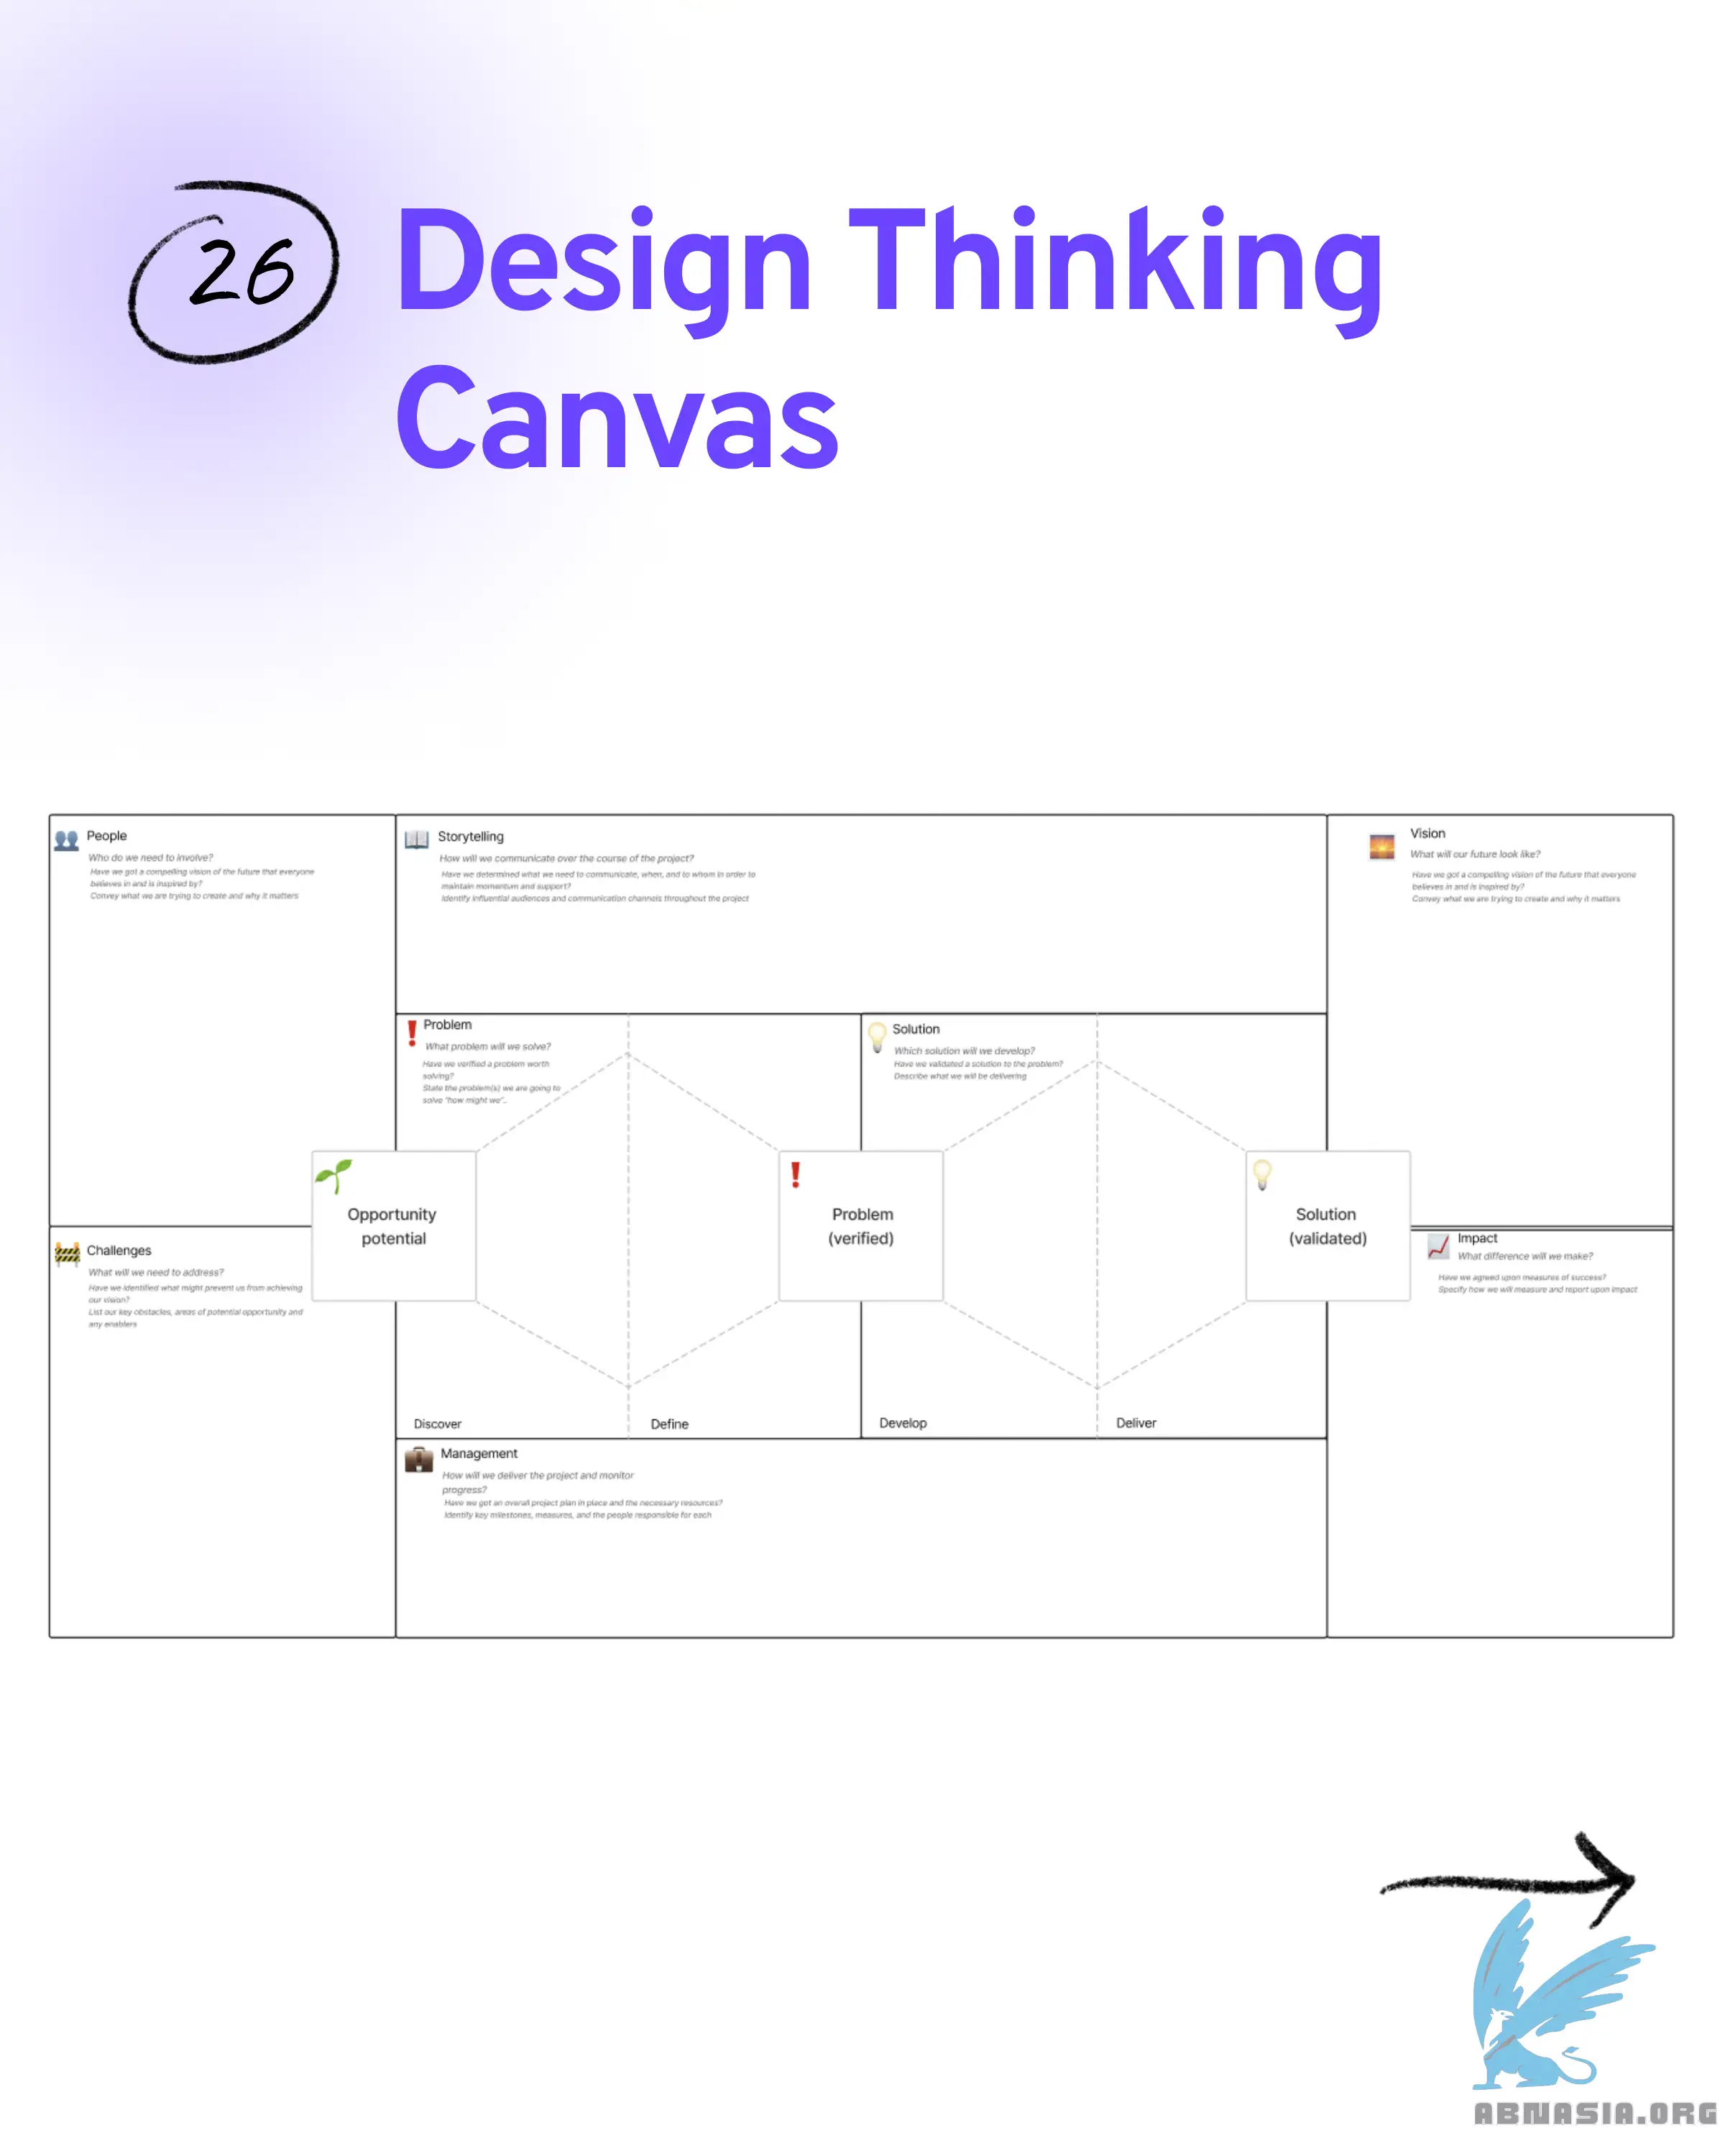 26
Design Thinking
Canvas
People
Who do we need to involve?
Have we got a compelling vision of the future that everyone
believes in and is inspired by?
Convey what we are trying to create and why it matters
Storytelling
How will we communicate over the course of the project?
Have we determined what we need to communicate, when, and to whom in order to
maintain momentum and support?
Identify influential audiences and communication channels throughout the project
Vision
What will our future look like?
Have we got a compelling vision of the future that everyone
believes in and is inspired by?
Convey what we are trying to create and why it matters
Problem
What problem will we solve?
Have we verified a problem worth
solving?
State the problem(s) we are going to
solve "how might we"..
Solution
Which solution will we develop?
Have we validated a solution to the problem?
Describe what we will be delivering
Opportunity
potential
Problem
(verified)
Solution
(validated)
Challenges
What will we need to address?
Have we identified what might prevent us from achieving
our vision?
List our key obstacles, areas of potential opportunity and
any enablers
Impact
What difference will we make?
Have we agreed upon measures of success?
Specify how we will measure and report upon impact
Discover
Define
Develop
Deliver
Management
How will we deliver the project and monitor
progress?
Have we got an overall project plan in place and the necessary resources?
Identify key milestones, measures, and the people responsible for each
ABNASIA.ORG